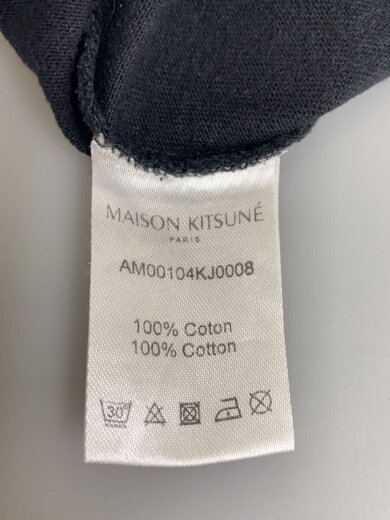 MAISON KITSUNÉ
PARIS
AM00104KJ0008
100% Coton
100% Cotton
30°